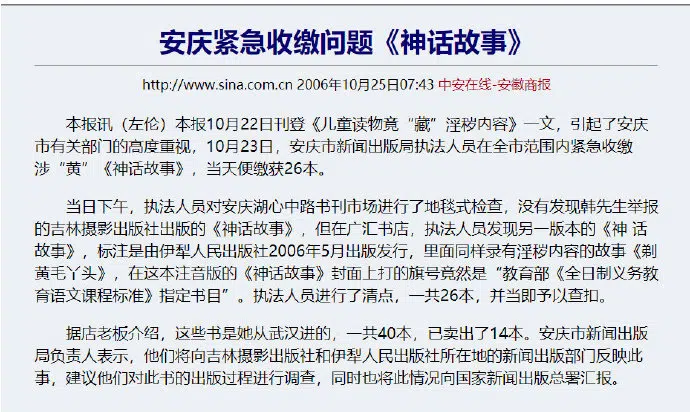 安庆紧急收缴问题《神话故事》
http://www.sina.com.cn 2006年10月25日07:43 中安在线-安徽商报
本报讯（左伦）本报10月22日刊登《儿童读物竟“藏”淫秽内容》一文，引起了安庆
市有关部门的高度重视，10月23日，安庆市新闻出版局执法人员在全市范围内紧急收缴
涉“黄”《神话故事》，当天便缴获26本。
当日下午，执法人员对安庆湖心中路书刊市场进行了地毯式检查，没有发现韩先生举报
的吉林摄影出版社出版的《神话故事》，但在广汇书店，执法人员发现另一版本的《神 话
故事》，标注是由伊犁人民出版社2006年5月出版发行，里面同样录有淫秽内容的故事《剃
黄毛丫头》，在这本注音版的《神话故事》封面上打的旗号竟然是“教育部《全日制义务教
育语文课程标准》指定书目”。执法人员进行了清点，一共26本，并当即予以查扣。
据店老板介绍，这些书是她从武汉进的，一共40本，已卖出了14本。安庆市新闻出版
局负责人表示，他们将向吉林摄影出版社和伊犁人民出版社所在地的新闻出版部门反映此
事，建议他们对此书的出版过程进行调查，同时也将此情况向国家新闻出版总署汇报。